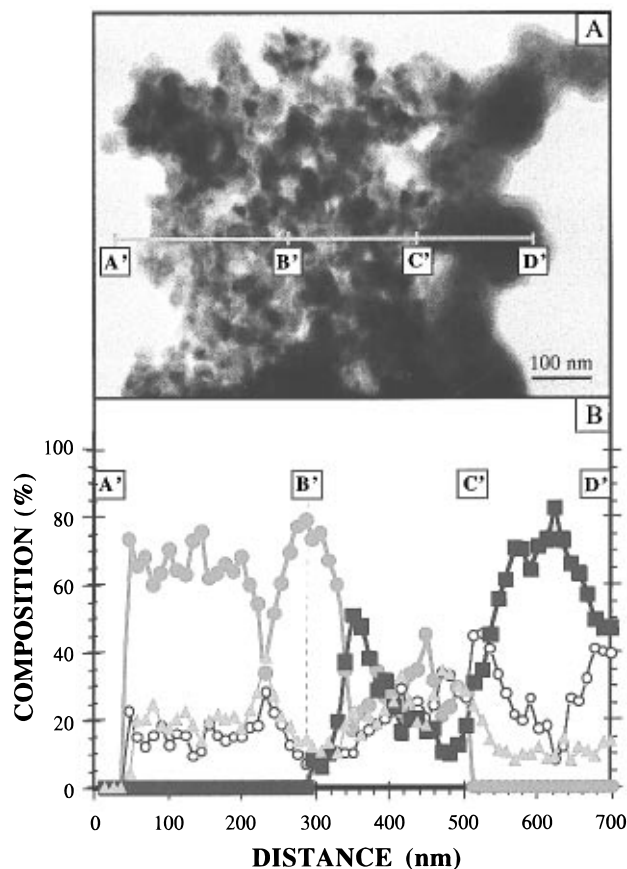 A
A' B' C' D'
100 nm
B
A' B' C' D'
100
80
60
40
20
0
COMPOSITION (%)
0 100 200 300 400 500 600 700
DISTANCE (nm)